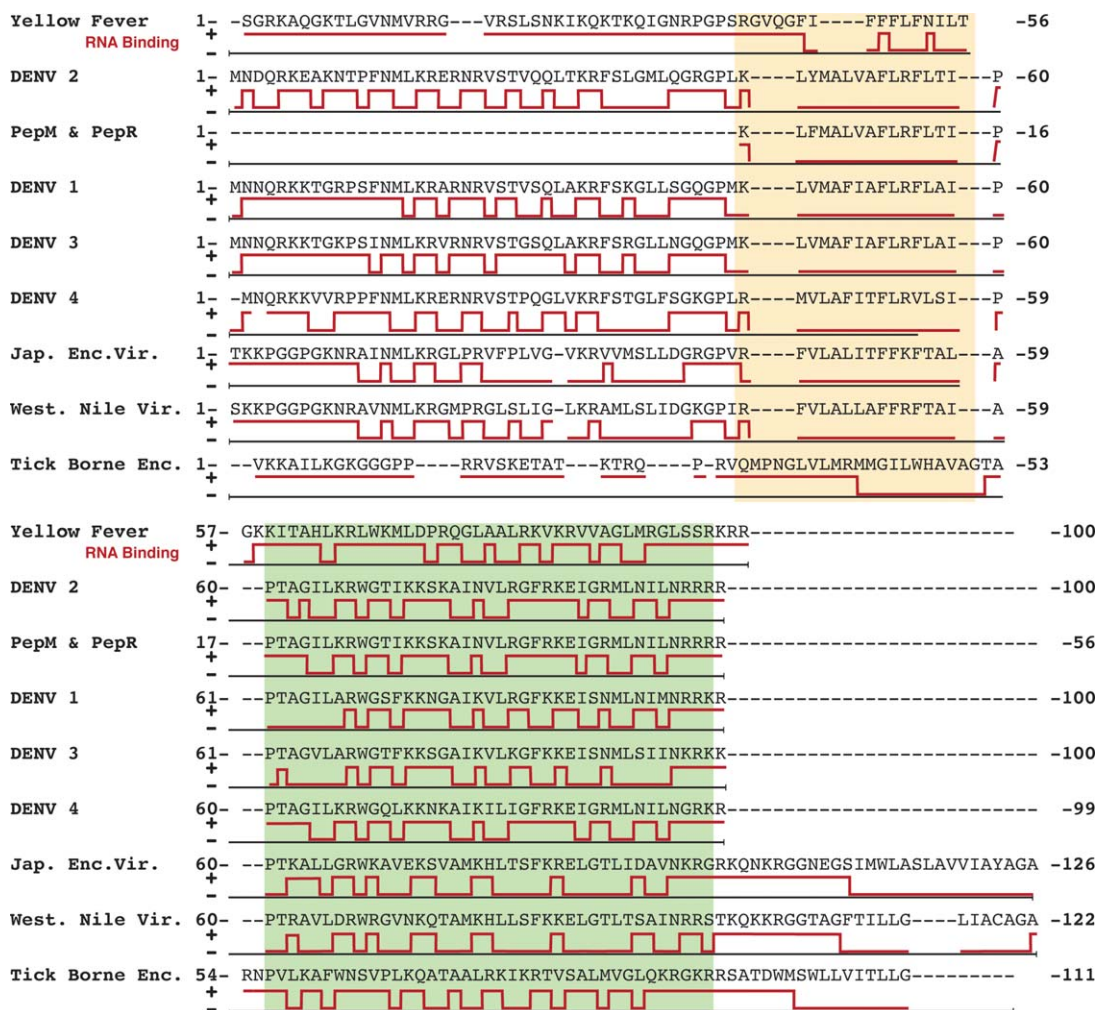 Yellow Fever 1– –SGRKAQGKTLGVNMVRRG---VRSLSNKIKQKTKQIGNRPGPSRGVQGFI----FFFLFNILT –56
+
RNA Binding
–
DENV 2 1– MNDQRKEAKNTPFNMLKRERNRVSTVQQLTKRFSLGMLQGRGPLK----LYMALVAFLRFLTI---P –60
+
–
PepM & PepR 1– ---------------------------------------------K----LFMALVAFLRFLTI---P –16
+
–
DENV 1 1– MNNQRKKTGRPSFNMLKRARNRVSTVSQLAKRFSKGLLSGQGPMK----LVMAFIAFLRFLAI---P –60
+
–
DENV 3 1– MNNQRKKTGKPSINMLKRVRNRVSTGSQLAKRFSRGLLNGQGPMK----LVMAFIAFLRFLAI---P –60
+
–
DENV 4 1– –MNQRKKVVRPPFNMLKRERNRVSTPQGLVKRFSTGLFSGKGPLR----MVLAFITFLRVLSI---P –59
+
–
Jap. Enc.Vir. 1– TKKPGGPGKNRAINMLKRGLPRVFPLVG-VKRVVMSLLDGRGPVR----FVLALITFFKFTAL---A –59
+
–
West. Nile Vir. 1– SKKPGGPGKNRAVNMLKRGMPRGLSLIG-LKRAMLSLIDGKGPIR----FVLALLAFFRFTAI---A –59
+
–
Tick Borne Enc. 1– --VKKAILKGKGGGPP----RRVSKETAT---KTRQ----P-RVQMPNGLVLMRMMGILWHAVAGTA –53
+
–
Yellow Fever 57– GKKITAHLKRLWKMLDPRQGLAALRKVKRVVAGLMRGLSSRKRR------------------------- –100
+
RNA Binding
–
DENV 2 60– --PTAGILKRWGTIKKSKAINVLRGFRKEIGRMLNILNRRRR--------------------------- –100
+
–
PepM & PepR 17– --PTAGILKRWGTIKKSKAINVLRGFRKEIGRMLNILNRRRR--------------------------- –56
+
–
DENV 1 61– --PTAGILARWGSFKKNGAIKVLRGFKKEISNMLNIMNRRKR--------------------------- –100
+
–
DENV 3 61– --PTAGVLARWGTFKKSGAIKVLKGFKKEISNMLSIINKRKK--------------------------- –100
+
–
DENV 4 60– --PTAGILKRWGQLKKNKAIKILIGFRKEIGRMLNILNGRKR--------------------------- –99
+
–
Jap. Enc.Vir. 60– --PTKALLGRWKAVEKSVAMKHLTSFKRELGTLIDAVNKRGRKQNKRGGNEGSIMWLASLAVVIAYAGA –126
+
–
West. Nile Vir. 60– --PTRAVLDRWRGVNKQTAMKHLLSFKKELGTLTSAINRRSTKQKKRGGTAGFTILLG----LIACAGA –122
+
–
Tick Borne Enc. 54– RNPVLKAFWNSVPLKQATAALRKIKRTVSALMVGLQKRGKRRSATDWMSWLLVITLLG---------- –111
+
–